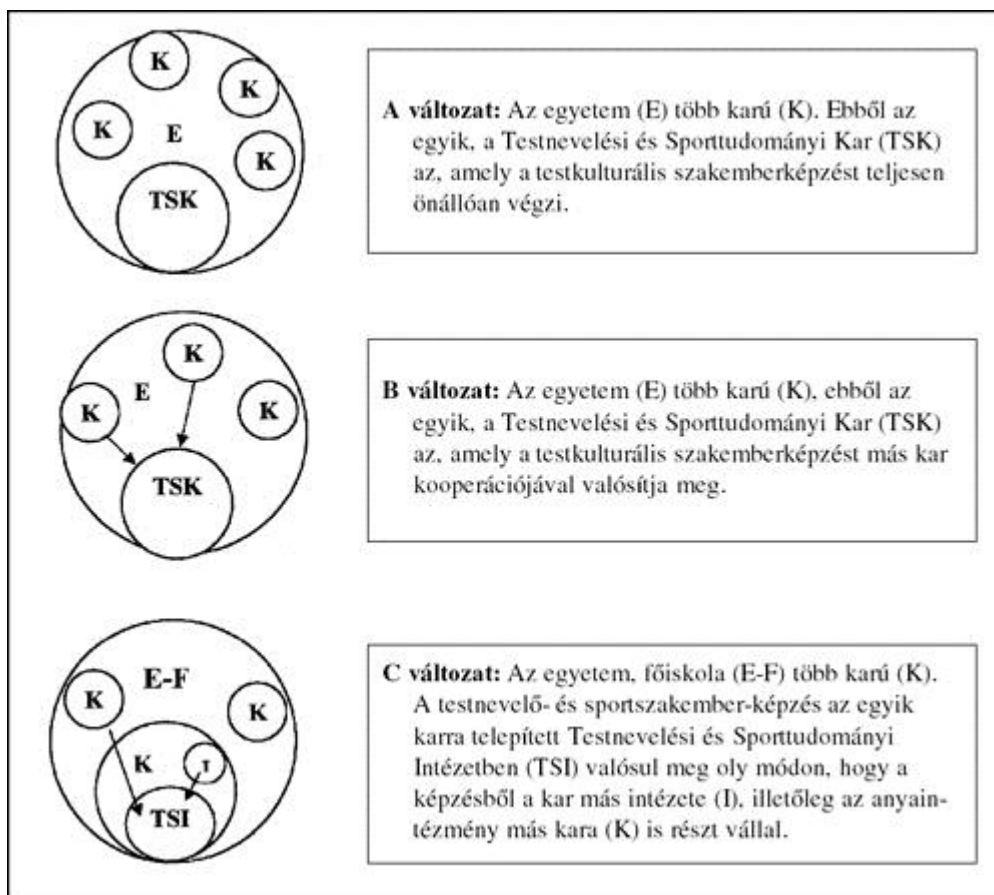 K
K
K
E
K
TSK
A változat: Az egyetem (E) több karú (K). Ebből az
egyik, a Testnevelési és Sporttudományi Kar (TSK)
az, amely a testkulturális szakemberképzést teljesen
önállóan végzi.
K
E
K
K
TSK
B változat: Az egyetem (E) több karú (K), ebből az
egyik, a Testnevelési és Sporttudományi Kar (TSK)
az, amely a testkulturális szakemberképzést más kar
kooperációjával valósítja meg.
E-F
K
K
K
I
TSI
C változat: Az egyetem, főiskola (E-F) több karú (K).
A testnevelő- és sportszakember-képzés az egyik
karra telepített Testnevelési és Sporttudományi
Intézetben (TSI) valósul meg oly módon, hogy a
képzésből a kar más intézete (I), illetőleg az anyain-
tézmény más kara (K) is részt vállal.